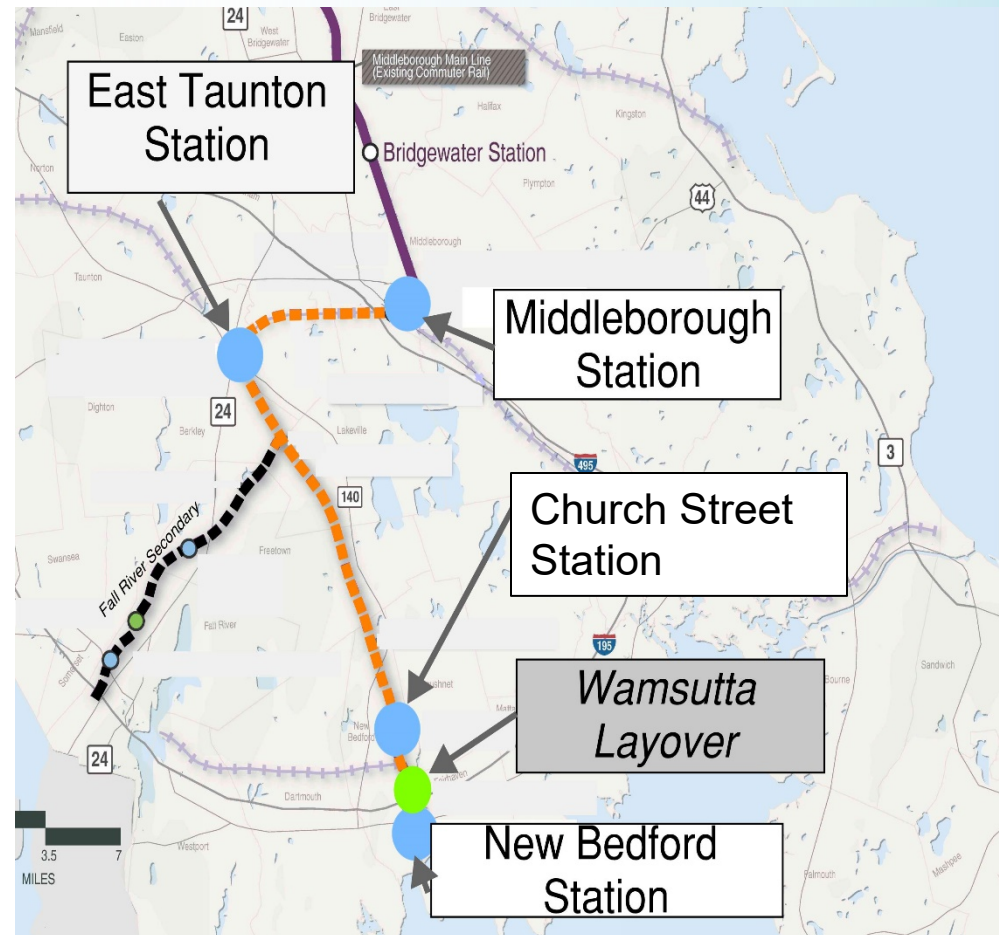 24
East
Bridgewater
Mansfield
Easton
West
Bridgewater
Middleborough Main Line
(Existing Commuter Rail)
East Taunton
Station
Halifax
Kingston
Bridgewater Station
Norton
Plympton
44
Middleborough
Taunton
Middleborough
Station
Dighton
24
Berkley
Lakeville
3
495
140
Church Street
Station
Fall River Secondary
Swansea
Freetown
Fall River
195
Somerset
Sandwich
Bourne
Wamsutta
Layover
New
Bedford
24
Fairhaven
Dartmouth
New Bedford
Station
3.5
7
MILES
Westport
Falmouth
Mashpee